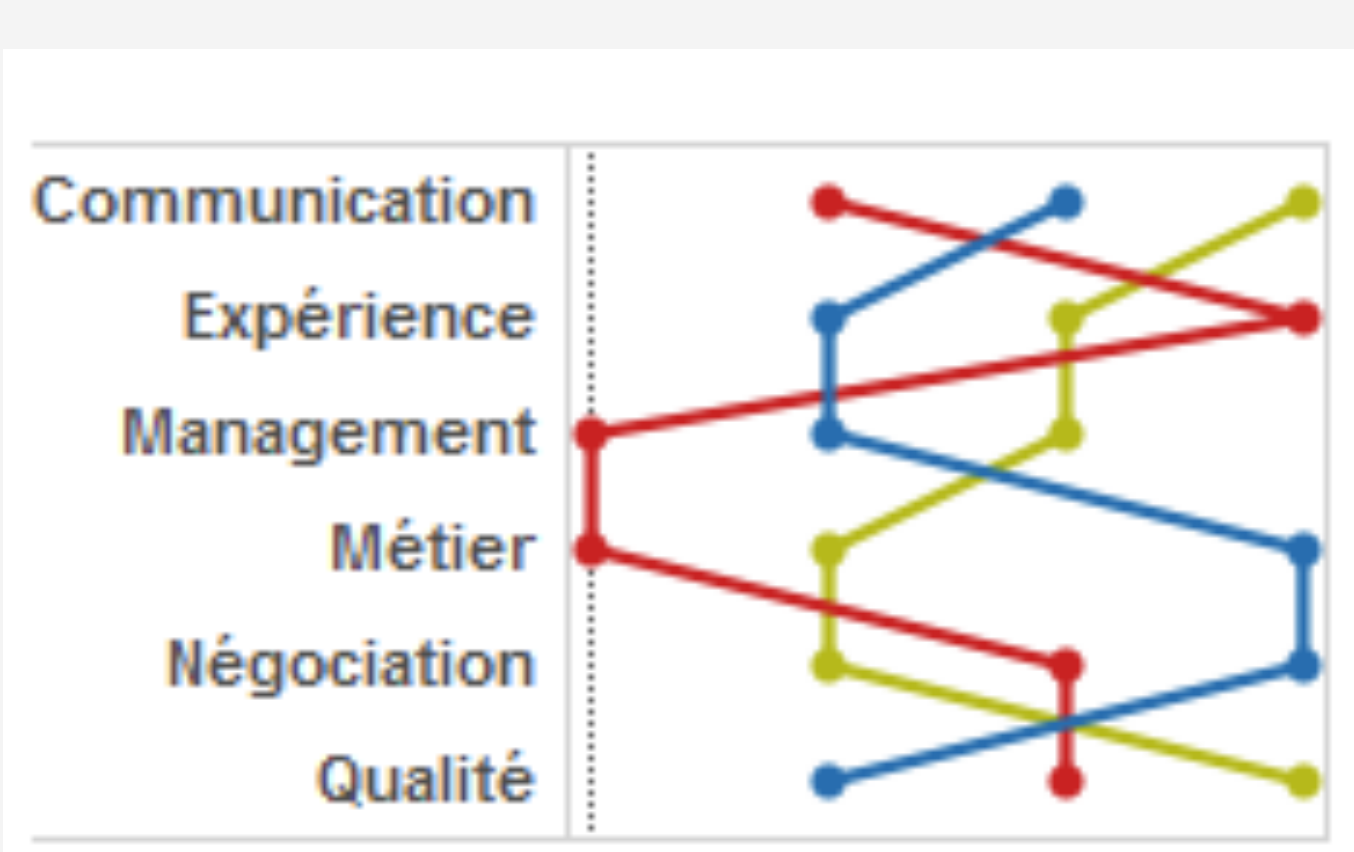 Communication
Expérience
Management
Métier
Négociation
Qualité